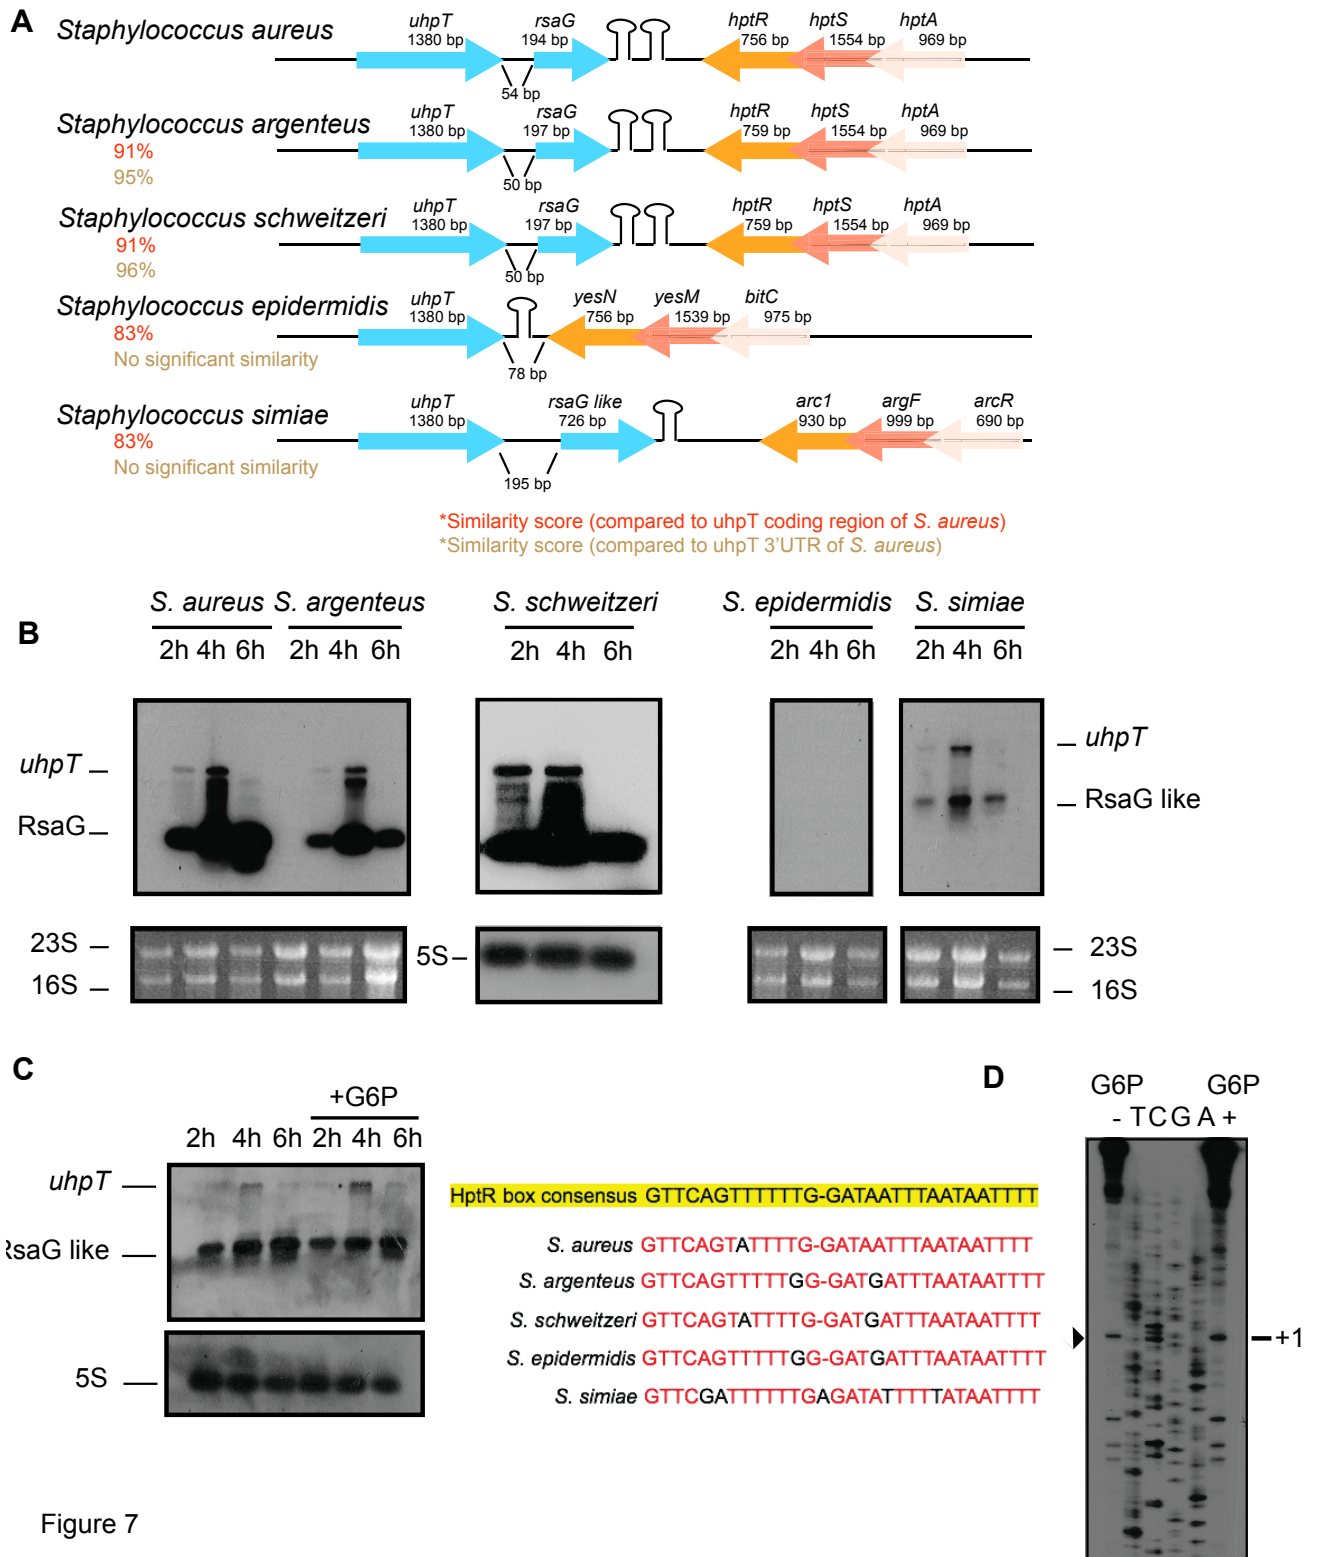 A
Staphylococcus aureus
uhpT
1380 bp
rsaG
194 bp
hptR
756 bp
hptS
1554 bp
hptA
969 bp
54 bp
Staphylococcus argenteus
91%
95%
uhpT
1380 bp
rsaG
197 bp
hptR
759 bp
hptS
1554 bp
hptA
969 bp
50 bp
Staphylococcus schweitzeri
91%
96%
uhpT
1380 bp
rsaG
197 bp
hptR
759 bp
hptS
1554 bp
hptA
969 bp
50 bp
Staphylococcus epidermidis
83%
No significant similarity
uhpT
1380 bp
yesN
756 bp
yesM
1539 bp
bitC
975 bp
78 bp
Staphylococcus simiae
83%
No significant similarity
uhpT
1380 bp
rsaG like
726 bp
arc1
930 bp
argF
999 bp
arcR
690 bp
195 bp
*Similarity score (compared to uhpT coding region of S. aureus)
*Similarity score (compared to uhpT 3'UTR of S. aureus)
B
S. aureus S. argenteus S. schweitzeri S. epidermidis S. simiae
2h 4h 6h 2h 4h 6h 2h 4h 6h 2h 4h 6h 2h 4h 6h
uhpT
RsaG
uhpT
RsaG like
23S
16S
5S
23S
16S
C
+G6P
2h 4h 6h 2h 4h 6h
uhpT
RsaG like
5S
HptR box consensus GTTCAGTTTTTTG-GATAATTTAATAATTTT
S. aureus GTTCAGTATTTTG-GATAATTTAATAATTTT
S. argenteus GTTCAGTTTTTGG-GATGATTTAATAATTTT
S. schweitzeri GTTCAGTATTTTG-GATGATTTAATAATTTT
S. epidermidis GTTCAGTTTTTGG-GATGATTTAATAATTTT
S. simiae GTTCGATTTTTTGAGATATTTTTATAATTTT
D
G6P G6P
- T C G A +
+1
Figure 7